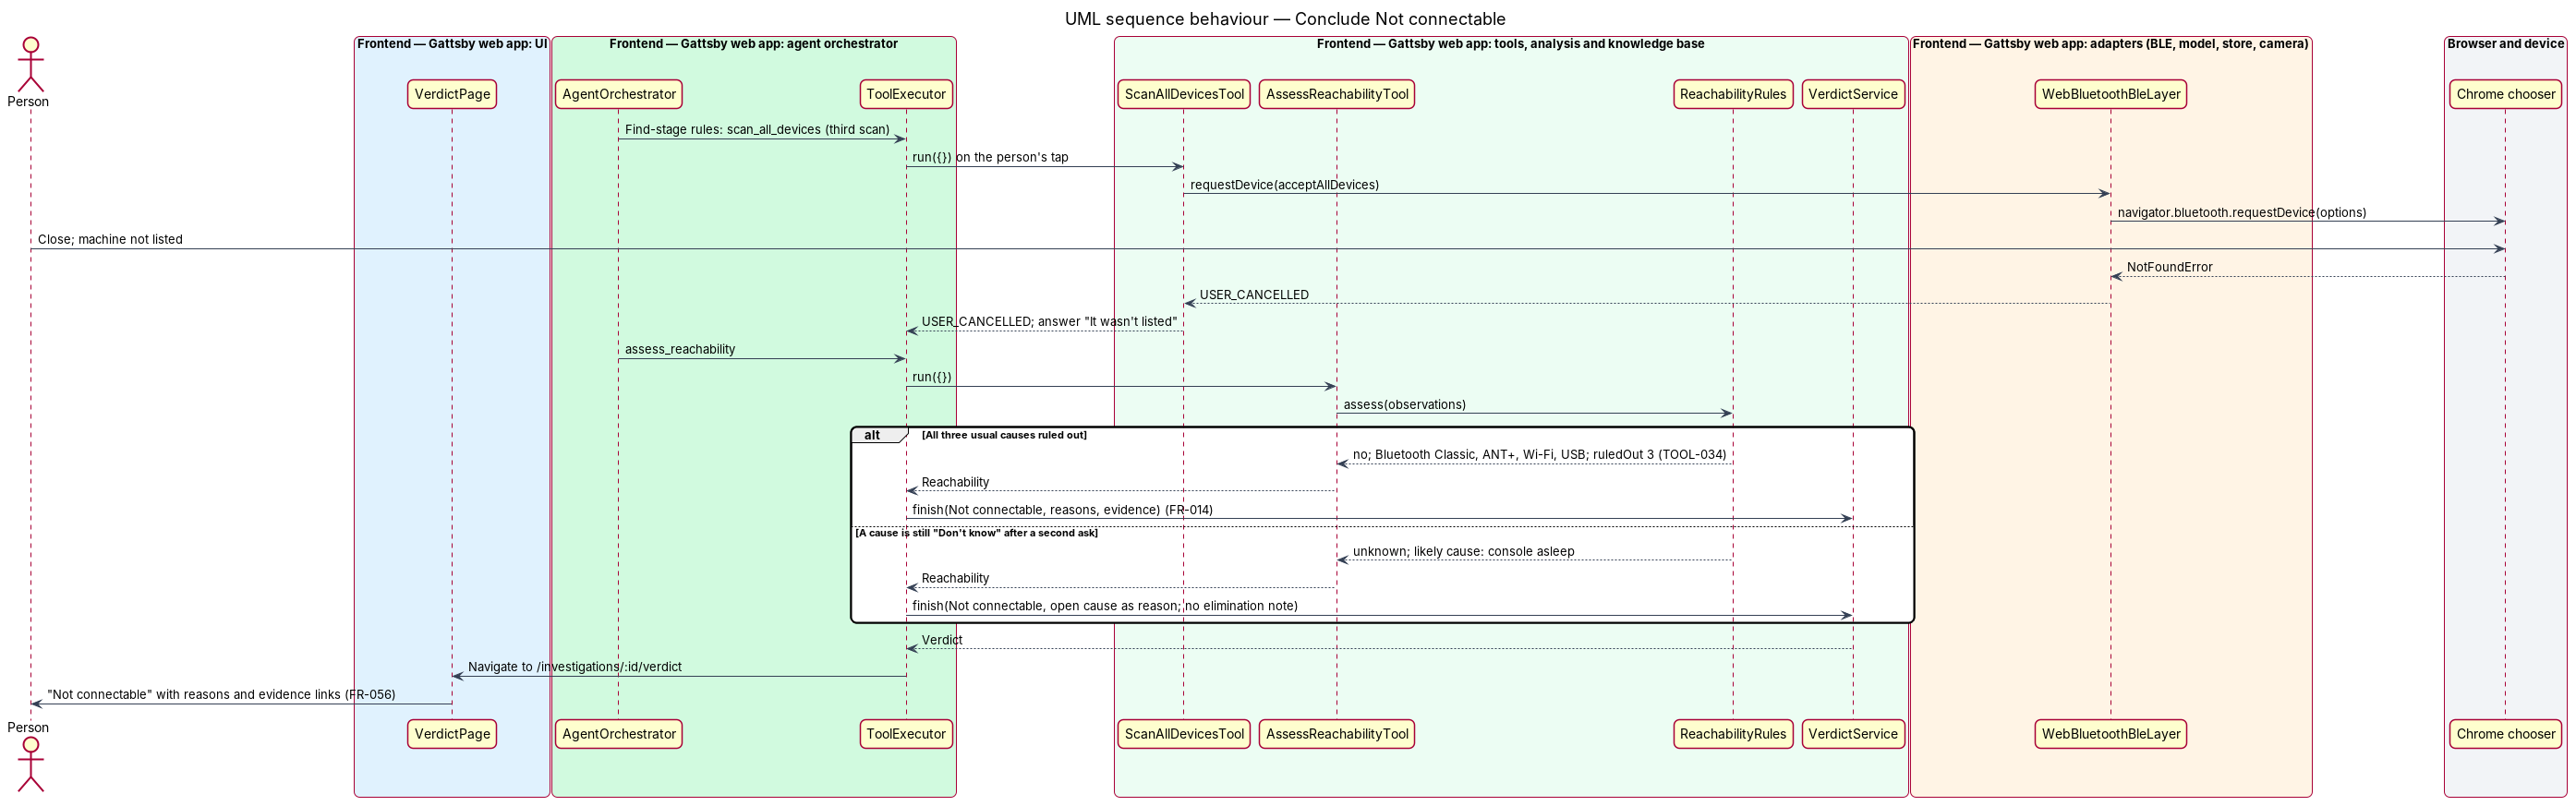 UML sequence behaviour — Conclude Not connectable
Frontend — Gattsby web app: UI
Frontend — Gattsby web app: agent orchestrator
Frontend — Gattsby web app: tools, analysis and knowledge base
Frontend — Gattsby web app: adapters (BLE, model, store, camera)
Browser and device
Person
VerdictPage
AgentOrchestrator
ToolExecutor
ScanAllDevicesTool
AssessReachabilityTool
ReachabilityRules
VerdictService
WebBluetoothBleLayer
Chrome chooser
Find-stage rules: scan_all_devices (third scan)
run({}) on the person's tap
requestDevice(acceptAllDevices)
navigator.bluetooth.requestDevice(options)
Close; machine not listed
NotFoundError
USER_CANCELLED
USER_CANCELLED; answer "It wasn't listed"
assess_reachability
run({})
assess(observations)
alt
[All three usual causes ruled out]
no; Bluetooth Classic, ANT+, Wi-Fi, USB; ruledOut 3 (TOOL-034)
Reachability
finish(Not connectable, reasons, evidence) (FR-014)
[A cause is still "Don't know" after a second ask]
unknown; likely cause: console asleep
Reachability
finish(Not connectable, open cause as reason; no elimination note)
Verdict
Navigate to /investigations/:id/verdict
"Not connectable" with reasons and evidence links (FR-056)
Person
VerdictPage
AgentOrchestrator
ToolExecutor
ScanAllDevicesTool
AssessReachabilityTool
ReachabilityRules
VerdictService
WebBluetoothBleLayer
Chrome chooser